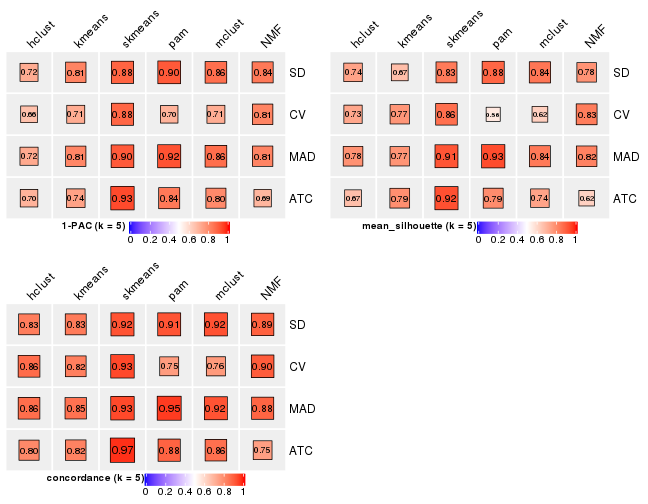 hclust kmeans skmeans pam mclust NMF
0.72 0.81 0.88 0.90 0.86 0.84 SD
0.66 0.71 0.88 0.70 0.71 0.81 CV
0.72 0.81 0.90 0.92 0.86 0.81 MAD
0.70 0.74 0.93 0.84 0.80 0.69 ATC
1-PAC (k = 5)
0 0.2 0.4 0.6 0.8 1
hclust kmeans skmeans pam mclust NMF
0.74 0.67 0.83 0.88 0.84 0.78 SD
0.73 0.77 0.86 0.56 0.62 0.83 CV
0.78 0.77 0.91 0.93 0.84 0.82 MAD
0.67 0.79 0.92 0.79 0.74 0.62 ATC
mean_silhouette (k = 5)
0 0.2 0.4 0.6 0.8 1
hclust kmeans skmeans pam mclust NMF
0.83 0.83 0.92 0.91 0.92 0.89 SD
0.86 0.82 0.93 0.75 0.76 0.90 CV
0.86 0.85 0.93 0.95 0.92 0.88 MAD
0.80 0.82 0.97 0.88 0.86 0.75 ATC
concordance (k = 5)
0 0.2 0.4 0.6 0.8 1